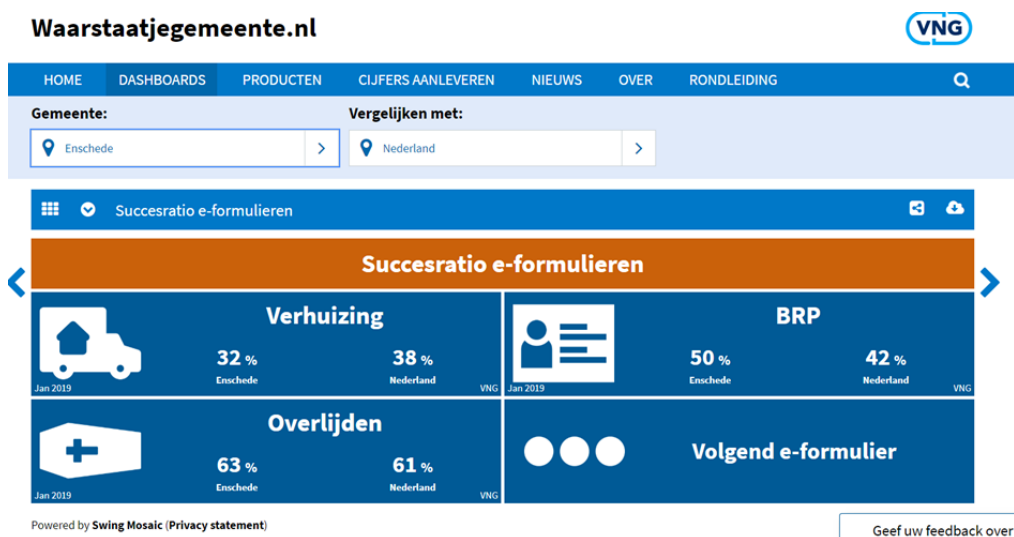 Waarstaatjegemeente.nl
VNG
HOME DASHBOARDS PRODUCTEN CIJFERS AANLEVEREN NIEUWS OVER RONDLEIDING
Gemeente: Vergelijken met:
Enschede Nederland
Succesratio e-formulieren
Succesratio e-formulieren
Verhuizing
32 % 38 %
Enschede Nederland
Jan 2019 VNG
BRP
50 % 42 %
Enschede Nederland
Jan 2019 VNG
Overlijden
63 % 61 %
Enschede Nederland
Jan 2019 VNG
Volgend e-formulier
Powered by Swing Mosaic (Privacy statement)
Geef uw feedback over